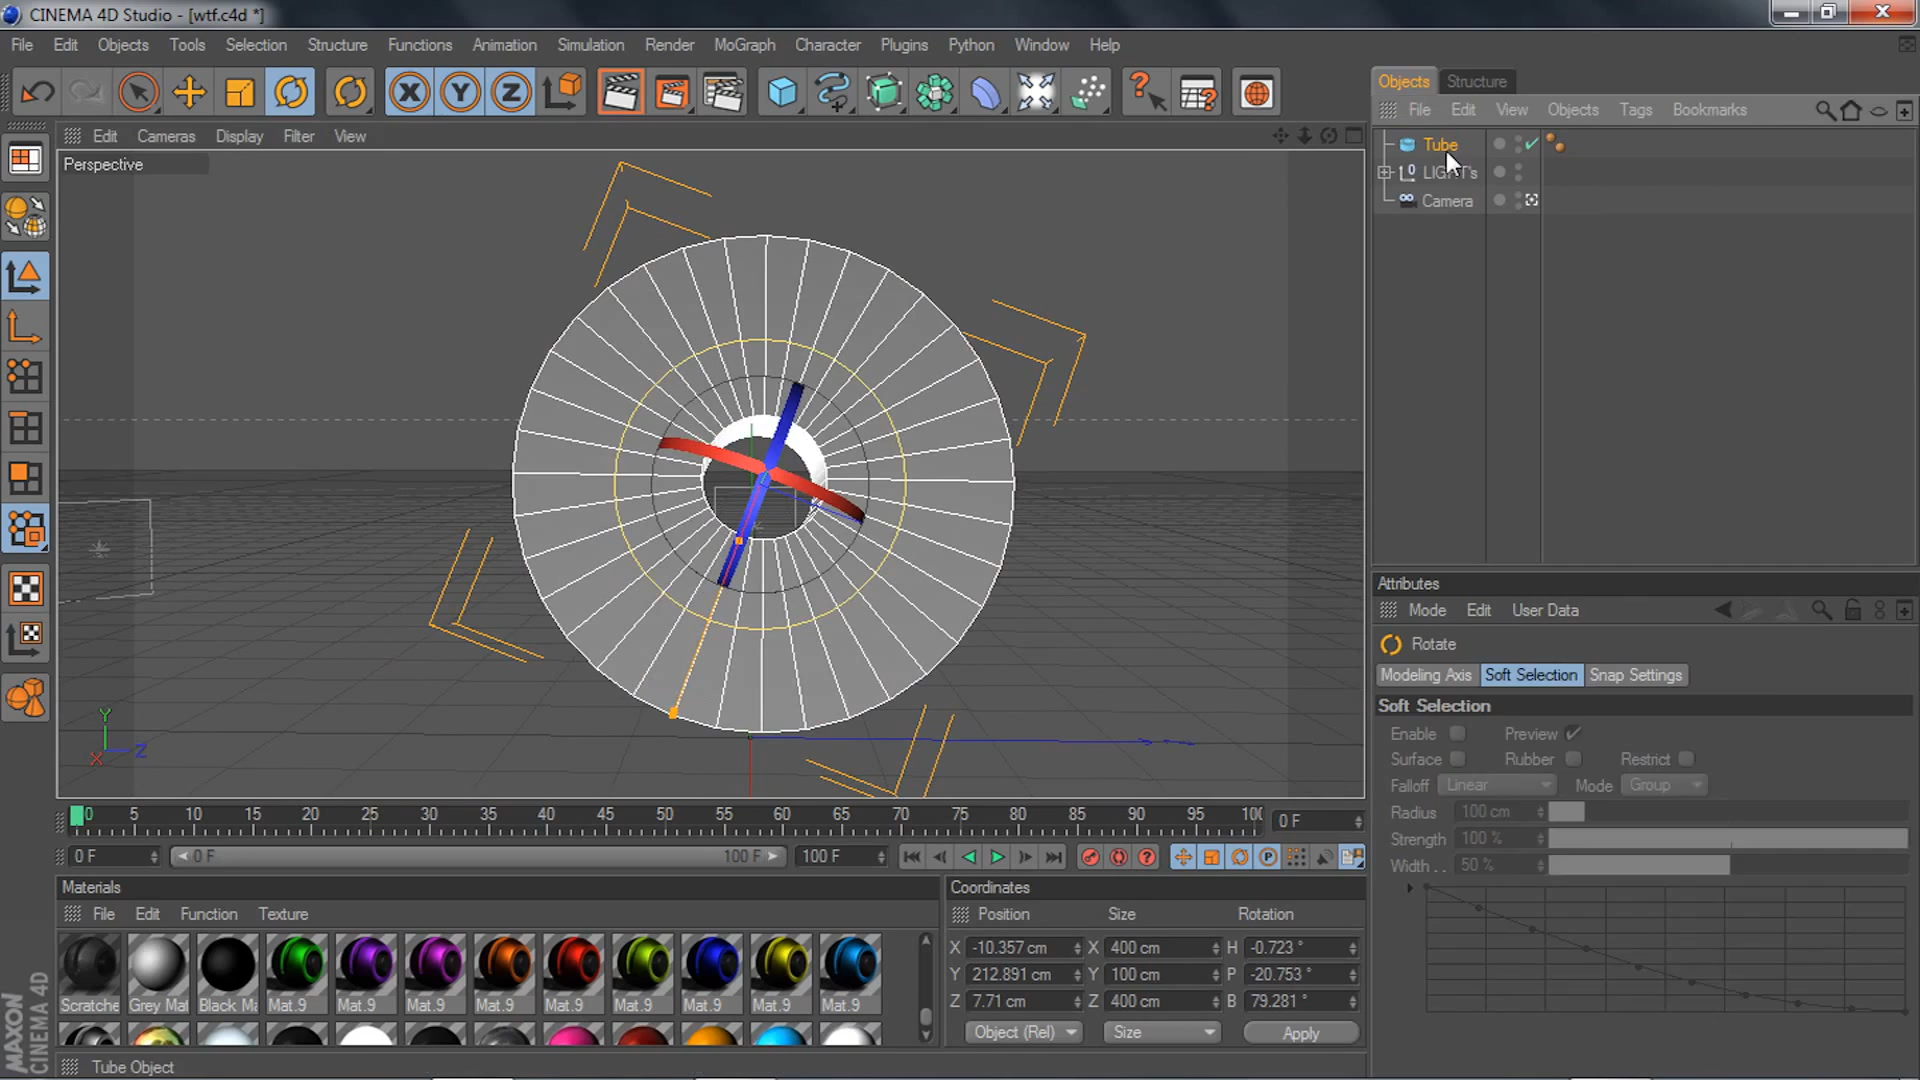 CINEMA 4D Studio - [wtf.c4d *]
File Edit Objects Tools Selection Structure Functions Animation Simulation Render MoGraph Character Plugins Python Window Help
X Y Z
Objects Structure
File Edit View Objects Tags Bookmarks
Edit Cameras Display Filter View
Perspective
Tube
LIGHT's
Camera
Attributes
Mode Edit User Data
Rotate
Modeling Axis Soft Selection Snap Settings
Soft Selection
Enable Preview
Surface Rubber Restrict
Falloff Linear Mode Group
Radius 100 cm
Strength 100 %
Width . . 50 %
Y
X Z
0 5 10 15 20 25 30 35 40 45 50 55 60 65 70 75 80 85 90 95 100 0 F
0 F 0 F 100 F 100 F
Materials
File Edit Function Texture
Scratche Grey Mat Black Ma Mat.9 Mat.9 Mat.9 Mat.9 Mat.9 Mat.9 Mat.9 Mat.9 Mat.9
Coordinates
Position Size Rotation
X -10.357 cm X 400 cm H -0.723 °
Y 212.891 cm Y 100 cm P -20.753 °
Z 7.71 cm Z 400 cm B 79.281 °
Object (Rel) Size Apply
MAXON
CINEMA 4D
Tube Object